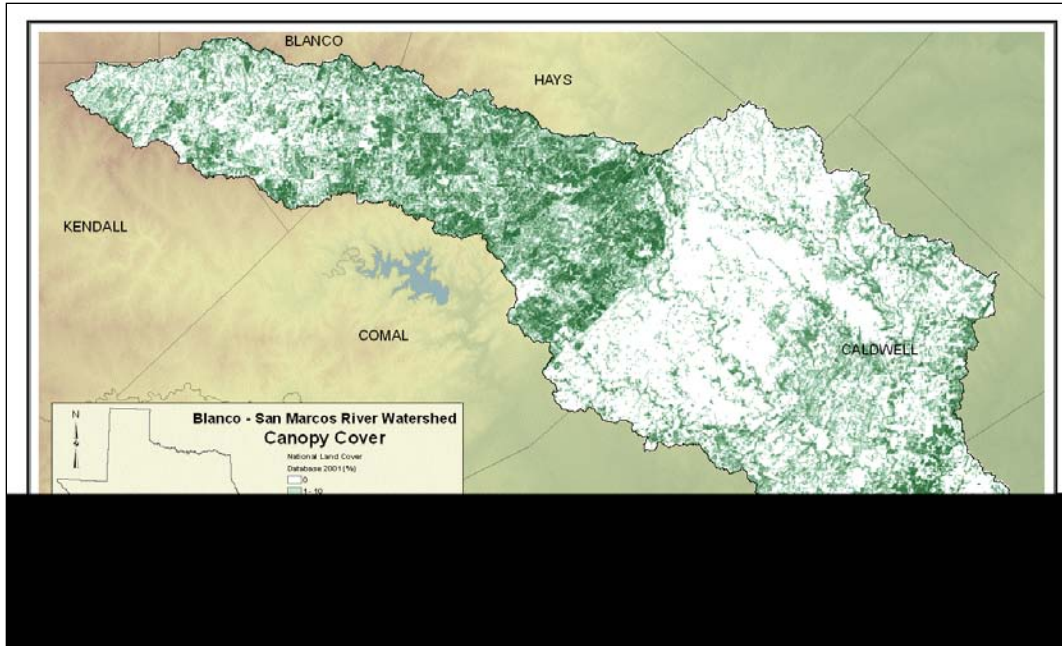 BLANCO
HAYS
KENDALL
COMAL
CALDWELL
N
Blanco - San Marcos River Watershed
Canopy Cover
National Land Cover
Database 2001 (%)
0
1 - 10